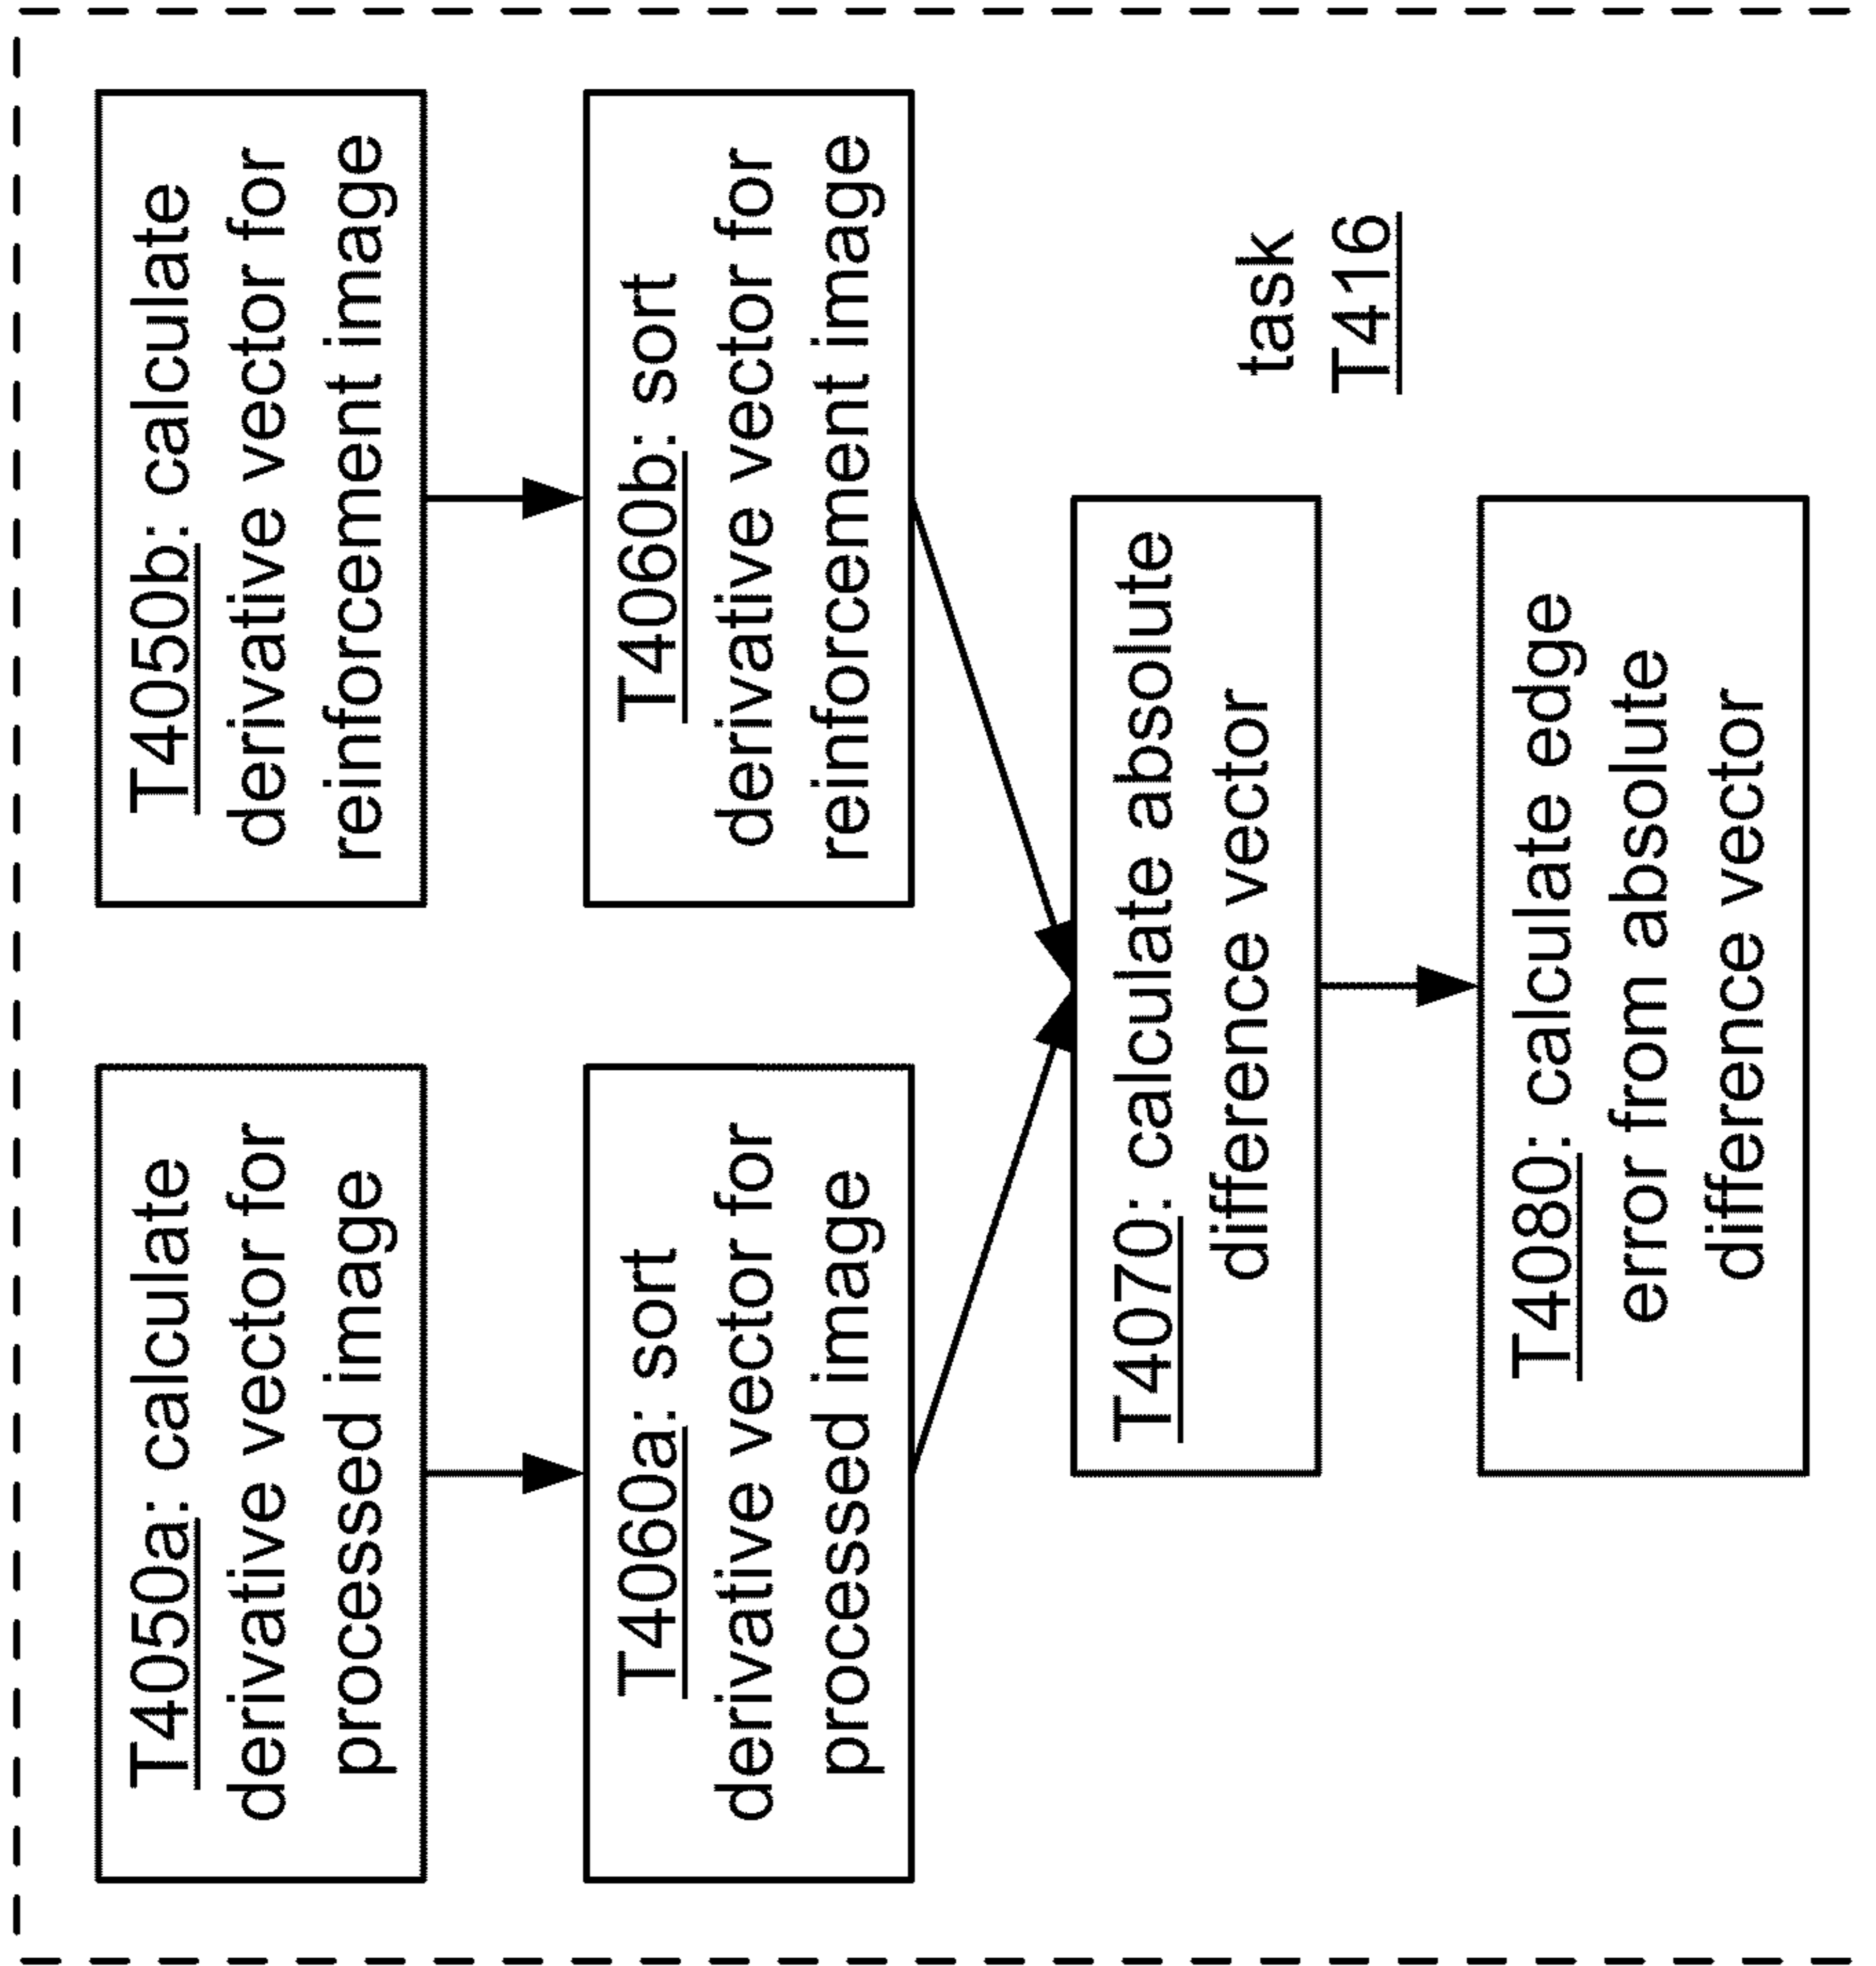 T4050a: calculate
derivative vector for
processed image
T4050b: calculate
derivative vector for
reinforcement image
T4060a: sort
derivative vector for
processed image
T4060b: sort
derivative vector for
reinforcement image
T4070: calculate absolute
difference vector
task
T416
T4080: calculate edge
error from absolute
difference vector